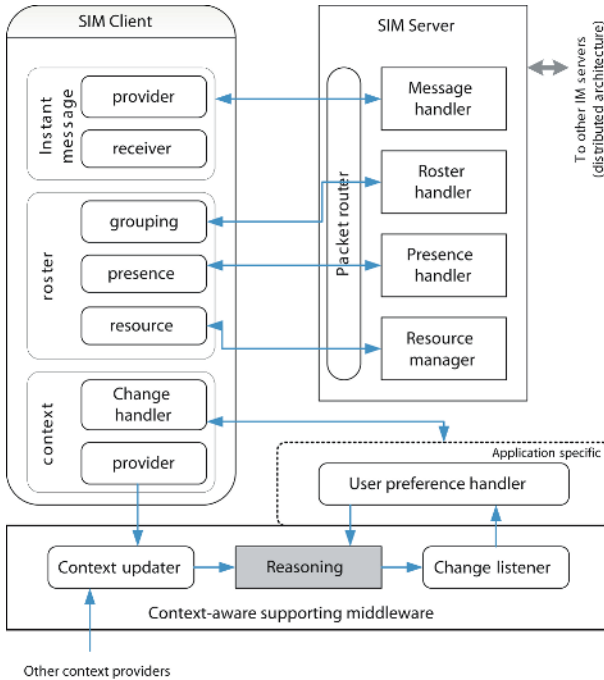 SIM Client
Instant
message
provider
receiver
roster
grouping
presence
resource
context
Change
handler
provider
SIM Server
Packet router
Message
handler
Roster
handler
Presence
handler
Resource
manager
To other IM servers
(distributed architecture)
Application specific
User preference handler
Context updater
Reasoning
Change listener
Context-aware supporting middleware
Other context providers